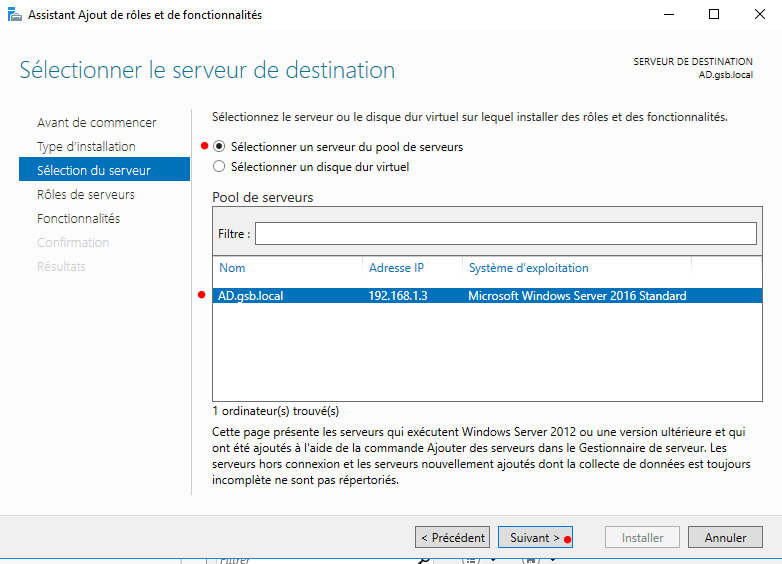 Assistant Ajout de rôles et de fonctionnalités
Sélectionner le serveur de destination
SERVEUR DE DESTINATION
AD.gsb.local
Avant de commencer
Type d'installation
Sélection du serveur
Rôles de serveurs
Fonctionnalités
Confirmation
Résultats
Sélectionnez le serveur ou le disque dur virtuel sur lequel installer des rôles et des fonctionnalités.
Sélectionner un serveur du pool de serveurs
Sélectionner un disque dur virtuel
Pool de serveurs
Filtre :
Nom Adresse IP Système d'exploitation
AD.gsb.local 192.168.1.3 Microsoft Windows Server 2016 Standard
1 ordinateur(s) trouvé(s)
Cette page présente les serveurs qui exécutent Windows Server 2012 ou une version ultérieure et qui
ont été ajoutés à l'aide de la commande Ajouter des serveurs dans le Gestionnaire de serveur. Les
serveurs hors connexion et les serveurs nouvellement ajoutés dont la collecte de données est toujours
incomplète ne sont pas répertoriés.
< Précédent Suivant > Installer Annuler
Filtrer